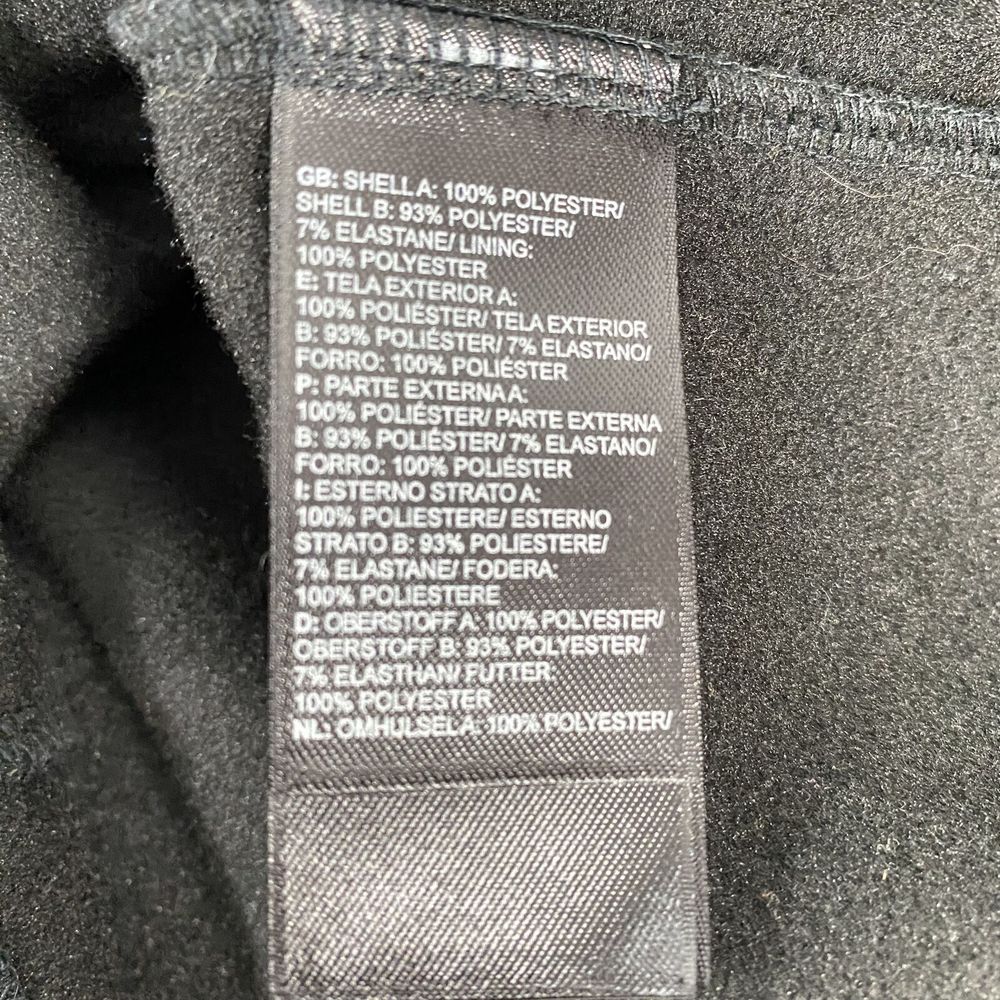 GB: SHELL A: 100% POLYESTER/
SHELL B: 93% POLYESTER/
7% ELASTANE/ LINING:
100% POLYESTER
E: TELA EXTERIOR A:
100% POLIÉSTER/ TELA EXTERIOR
B: 93% POLIÉSTER/ 7% ELASTANO/
FORRO: 100% POLIÉSTER
P: PARTE EXTERNA A:
100% POLIÉSTER/ PARTE EXTERNA
B: 93% POLIÉSTER/ 7% ELASTANO/
FORRO: 100% POLIÉSTER
I: ESTERNO STRATO A:
100% POLIESTERE/ ESTERNO
STRATO B: 93% POLIESTERE/
7% ELASTANE/ FODERA:
100% POLIESTERE
D: OBERSTOFF A: 100% POLYESTER/
OBERSTOFF B: 93% POLYESTER/
7% ELASTHAN/ FUTTER:
100% POLYESTER
NL: OMHULSEL A: 100% POLYESTER/